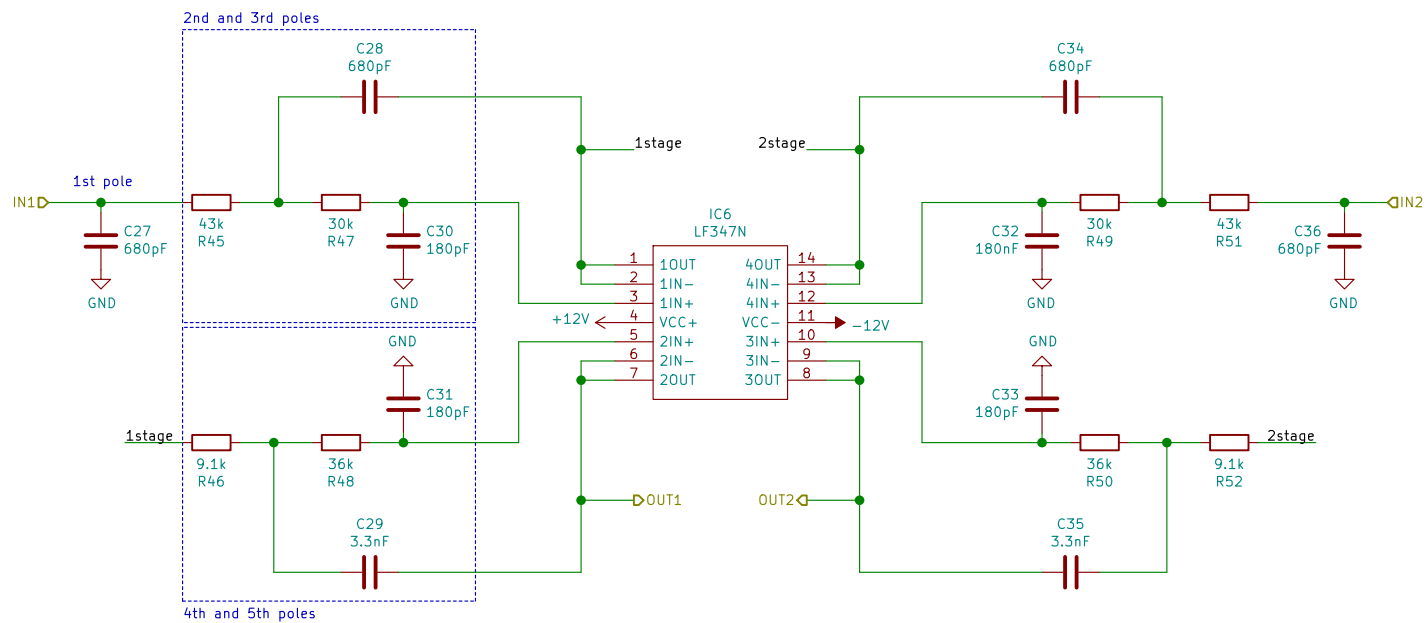 2nd and 3rd poles
C28
680pF
C34
680pF
1stage
2stage
1st pole
IN1
IN2
43k
R45
30k
R47
C27
680pF
GND
C30
180pF
GND
IC6
LF347N
C32
180nF
GND
30k
R49
43k
R51
C36
680pF
GND
1 1OUT 4OUT 14
2 1IN- 4IN- 13
3 1IN+ 4IN+ 12
+12V 4 VCC+ VCC- 11 -12V
5 2IN+ 3IN+ 10
6 2IN- 3IN- 9
7 2OUT 3OUT 8
GND
C31
180pF
GND
C33
180pF
1stage
9.1k
R46
36k
R48
36k
R50
9.1k
R52
2stage
OUT1
OUT2
C29
3.3nF
C35
3.3nF
4th and 5th poles